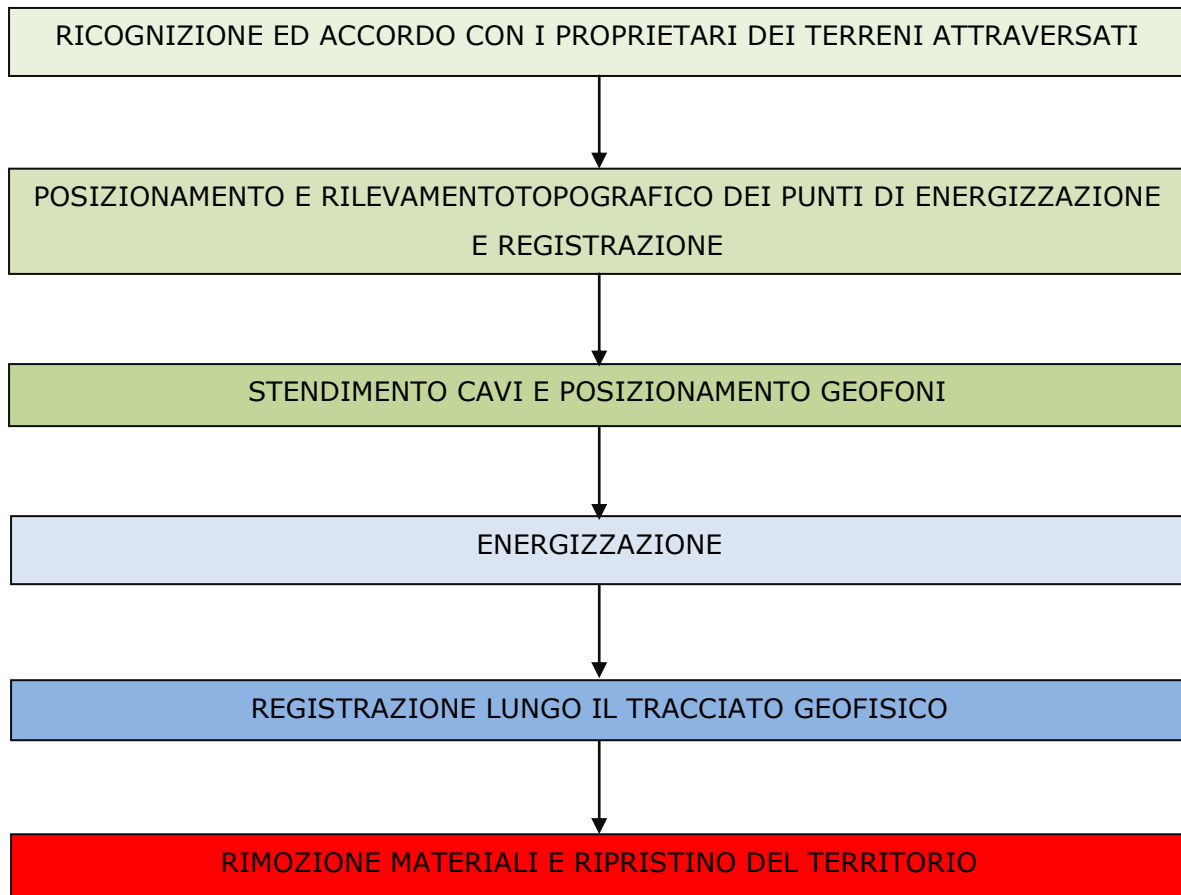 RICOGNIZIONE ED ACCORDO CON I PROPRIETARI DEI TERRENI ATTRAVERSATI
POSIZIONAMENTO E RILEVAMENTOTOPOGRAFICO DEI PUNTI DI ENERGIZZAZIONE
E REGISTRAZIONE
STENDIMENTO CAVI E POSIZIONAMENTO GEOFONI
ENERGIZZAZIONE
REGISTRAZIONE LUNGO IL TRACCIATO GEOFISICO
RIMOZIONE MATERIALI E RIPRISTINO DEL TERRITORIO